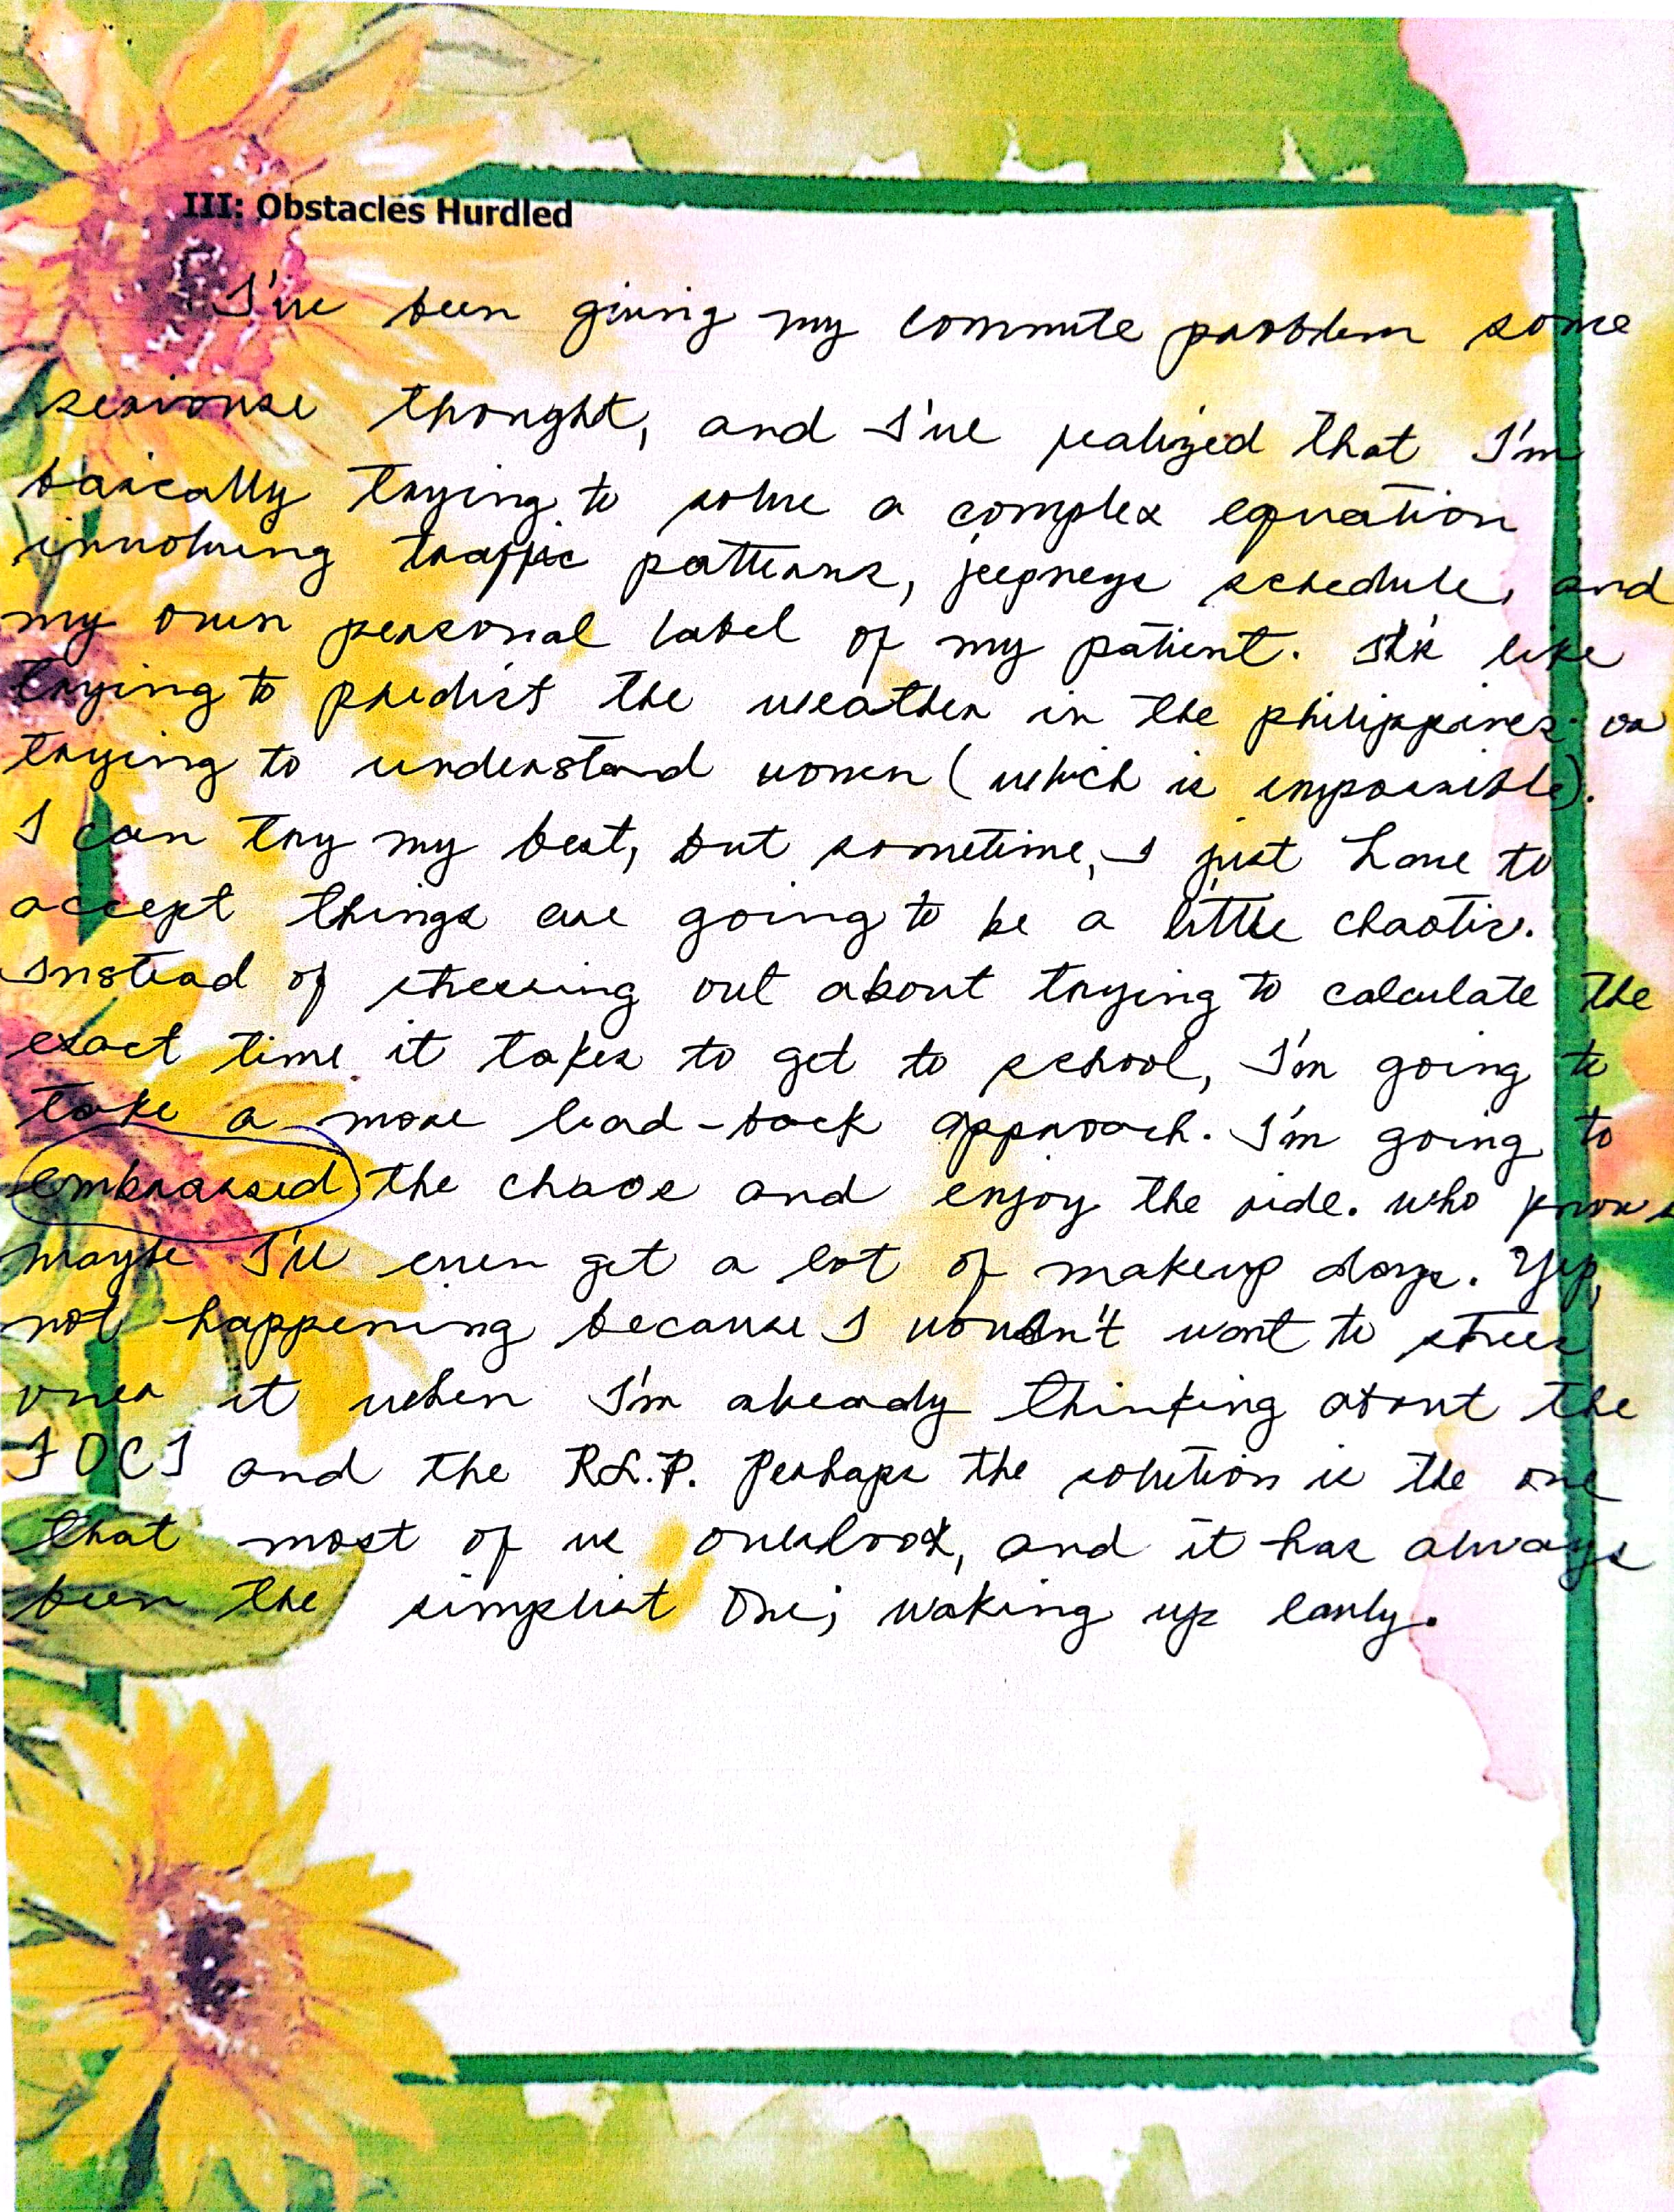 III: Obstacles Hurdled
I've been giving my commute problem some
seriouse thought, and I've realized that I'm
basically trying to solve a complex equation
involving traffic patterns, jeepneys schedule, and
my own personal label of my patient. It's like
trying to predict the weather in the philippines; or
trying to understand women (which is impossible).
I can try my best, but sometime, I just have to
accept things are going to be a little chaotic.
Instead of stressing out about trying to calculate the
exact time it takes to get to school, I'm going to
take a more lead-back approach. I'm going to
embrassed the chaos and enjoy the ride. who knows
maybe I'll even get a lot of makeup days. Yep,
not happening because I wouldn't want to stress
over it when I'm already thinking about the
FOCI and the R.L.P. Perhaps the solution is the one
that most of us overlook, and it has always
been the simplist one; waking up early.